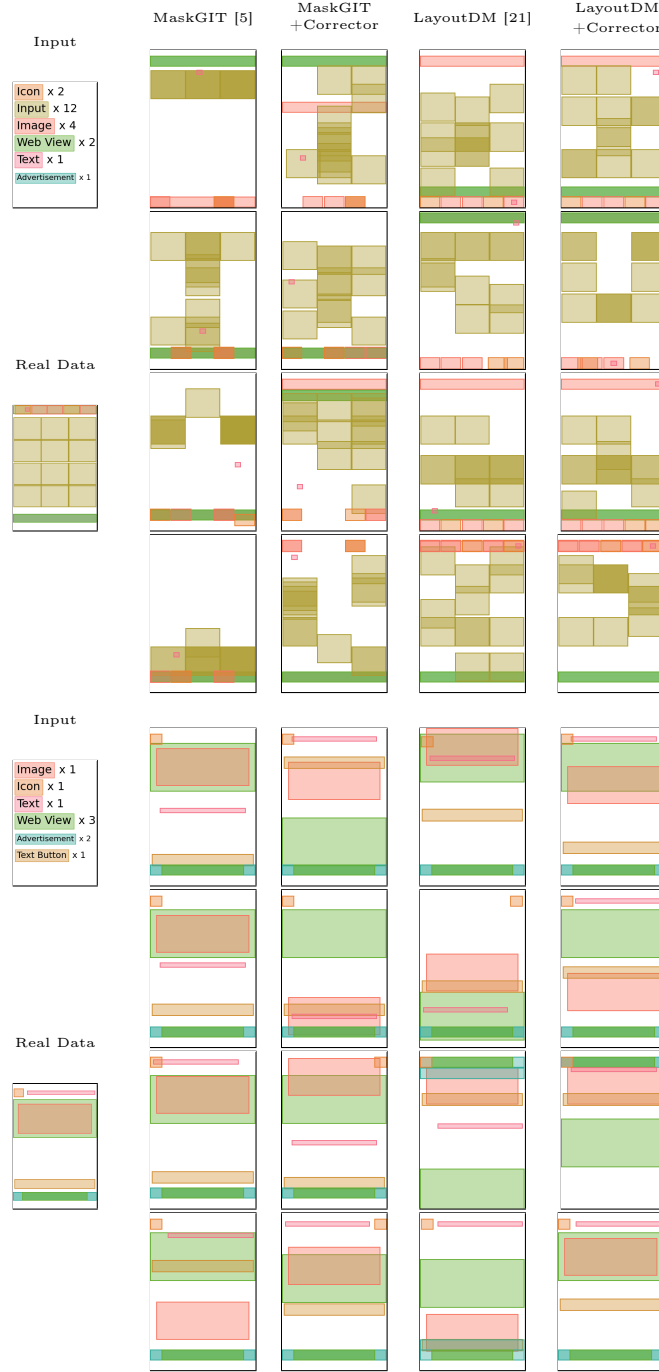 MaskGIT [5]
MaskGIT
+Corrector
LayoutDM [21]
LayoutDM
+Corrector
Input
Icon x 2
Input x 12
Image x 4
Web View x 2
Text x 1
Advertisement x 1
Real Data
Input
Image x 1
Icon x 1
Text x 1
Web View x 3
Advertisement x 2
Text Button x 1
Real Data